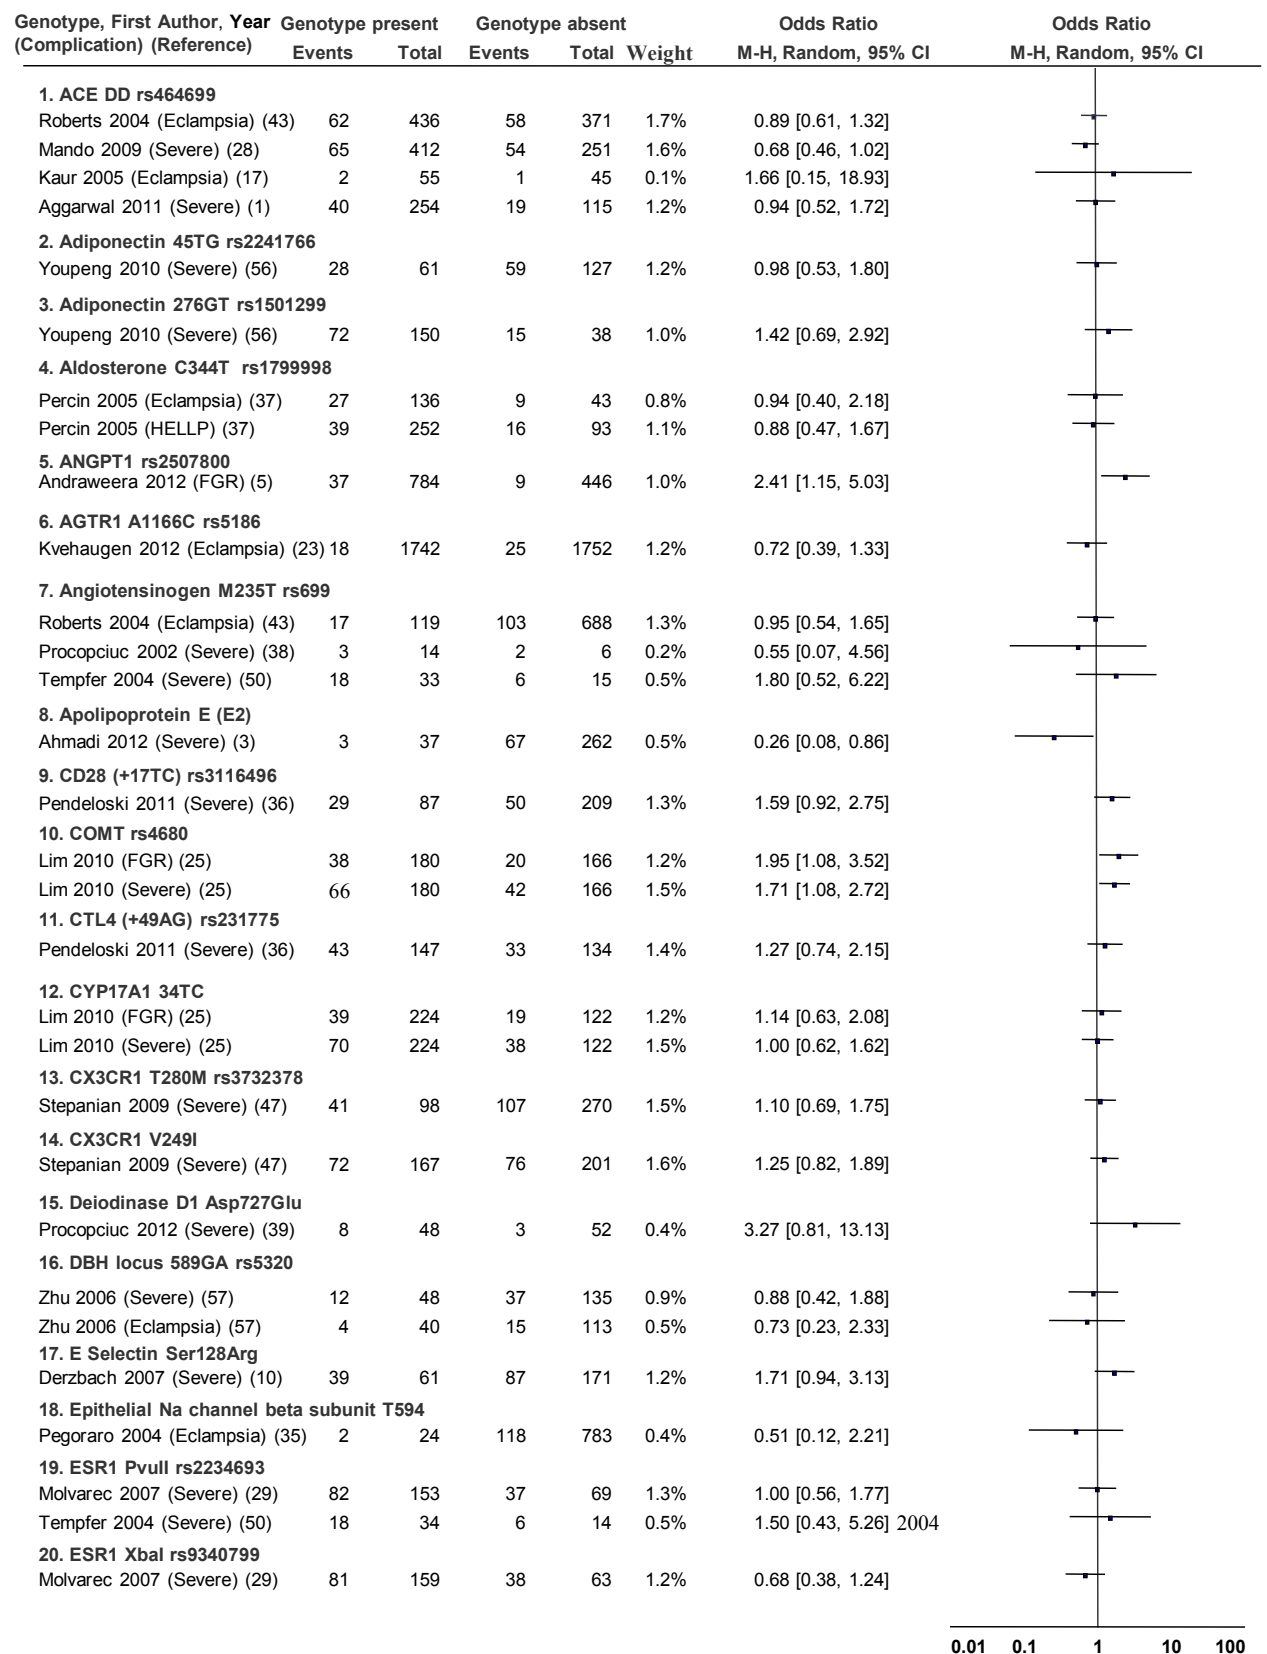 Genotype, First Author, Year Genotype present Genotype absent Odds Ratio Odds Ratio
(Complication) (Reference) Events Total Events Total Weight M-H, Random, 95% CI M-H, Random, 95% CI
1. ACE DD rs464699
Roberts 2004 (Eclampsia) (43) 62 436 58 371 1.7% 0.89 [0.61, 1.32]
Mando 2009 (Severe) (28) 65 412 54 251 1.6% 0.68 [0.46, 1.02]
Kaur 2005 (Eclampsia) (17) 2 55 1 45 0.1% 1.66 [0.15, 18.93]
Aggarwal 2011 (Severe) (1) 40 254 19 115 1.2% 0.94 [0.52, 1.72]
2. Adiponectin 45TG rs2241766
Youpeng 2010 (Severe) (56) 28 61 59 127 1.2% 0.98 [0.53, 1.80]
3. Adiponectin 276GT rs1501299
Youpeng 2010 (Severe) (56) 72 150 15 38 1.0% 1.42 [0.69, 2.92]
4. Aldosterone C344T rs1799998
Percin 2005 (Eclampsia) (37) 27 136 9 43 0.8% 0.94 [0.40, 2.18]
Percin 2005 (HELLP) (37) 39 252 16 93 1.1% 0.88 [0.47, 1.67]
5. ANGPT1 rs2507800
Andraweera 2012 (FGR) (5) 37 784 9 446 1.0% 2.41 [1.15, 5.03]
6. AGTR1 A1166C rs5186
Kvehaugen 2012 (Eclampsia) (23) 18 1742 25 1752 1.2% 0.72 [0.39, 1.33]
7. Angiotensinogen M235T rs699
Roberts 2004 (Eclampsia) (43) 17 119 103 688 1.3% 0.95 [0.54, 1.65]
Procopciuc 2002 (Severe) (38) 3 14 2 6 0.2% 0.55 [0.07, 4.56]
Tempfer 2004 (Severe) (50) 18 33 6 15 0.5% 1.80 [0.52, 6.22]
8. Apolipoprotein E (E2)
Ahmadi 2012 (Severe) (3) 3 37 67 262 0.5% 0.26 [0.08, 0.86]
9. CD28 (+17TC) rs3116496
Pendeloski 2011 (Severe) (36) 29 87 50 209 1.3% 1.59 [0.92, 2.75]
10. COMT rs4680
Lim 2010 (FGR) (25) 38 180 20 166 1.2% 1.95 [1.08, 3.52]
Lim 2010 (Severe) (25) 66 180 42 166 1.5% 1.71 [1.08, 2.72]
11. CTL4 (+49AG) rs231775
Pendeloski 2011 (Severe) (36) 43 147 33 134 1.4% 1.27 [0.74, 2.15]
12. CYP17A1 34TC
Lim 2010 (FGR) (25) 39 224 19 122 1.2% 1.14 [0.63, 2.08]
Lim 2010 (Severe) (25) 70 224 38 122 1.5% 1.00 [0.62, 1.62]
13. CX3CR1 T280M rs3732378
Stepanian 2009 (Severe) (47) 41 98 107 270 1.5% 1.10 [0.69, 1.75]
14. CX3CR1 V249I
Stepanian 2009 (Severe) (47) 72 167 76 201 1.6% 1.25 [0.82, 1.89]
15. Deiodinase D1 Asp727Glu
Procopciuc 2012 (Severe) (39) 8 48 3 52 0.4% 3.27 [0.81, 13.13]
16. DBH locus 589GA rs5320
Zhu 2006 (Severe) (57) 12 48 37 135 0.9% 0.88 [0.42, 1.88]
Zhu 2006 (Eclampsia) (57) 4 40 15 113 0.5% 0.73 [0.23, 2.33]
17. E Selectin Ser128Arg
Derzbach 2007 (Severe) (10) 39 61 87 171 1.2% 1.71 [0.94, 3.13]
18. Epithelial Na channel beta subunit T594
Pegoraro 2004 (Eclampsia) (35) 2 24 118 783 0.4% 0.51 [0.12, 2.21]
19. ESR1 PvuII rs2234693
Molvarec 2007 (Severe) (29) 82 153 37 69 1.3% 1.00 [0.56, 1.77]
Tempfer 2004 (Severe) (50) 18 34 6 14 0.5% 1.50 [0.43, 5.26] 2004
20. ESR1 XbaI rs9340799
Molvarec 2007 (Severe) (29) 81 159 38 63 1.2% 0.68 [0.38, 1.24]
0.01 0.1 1 10 100